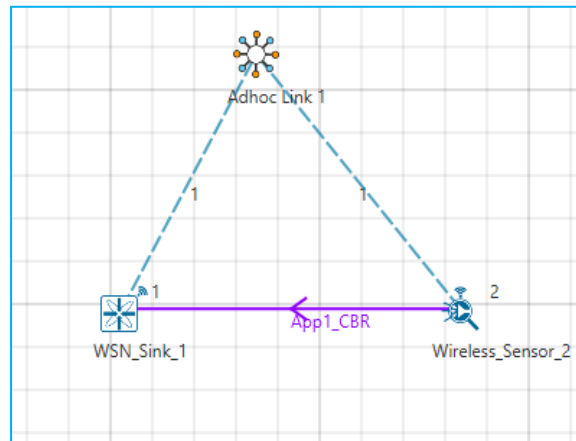 Adhoc Link 1
1
1
1
2
App1_CBR
WSN_Sink_1
Wireless_Sensor_2